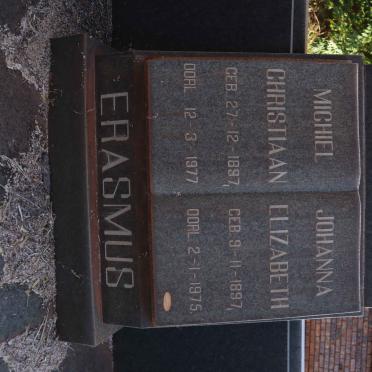 MICHIEL
CHRISTIAAN
GEB. 27-12-1897,
OORL. 12-3-1977
JOHANNA
ELIZABETH
GEB. 9-11-1897,
OORL. 2-1-1975.
ERASMUS